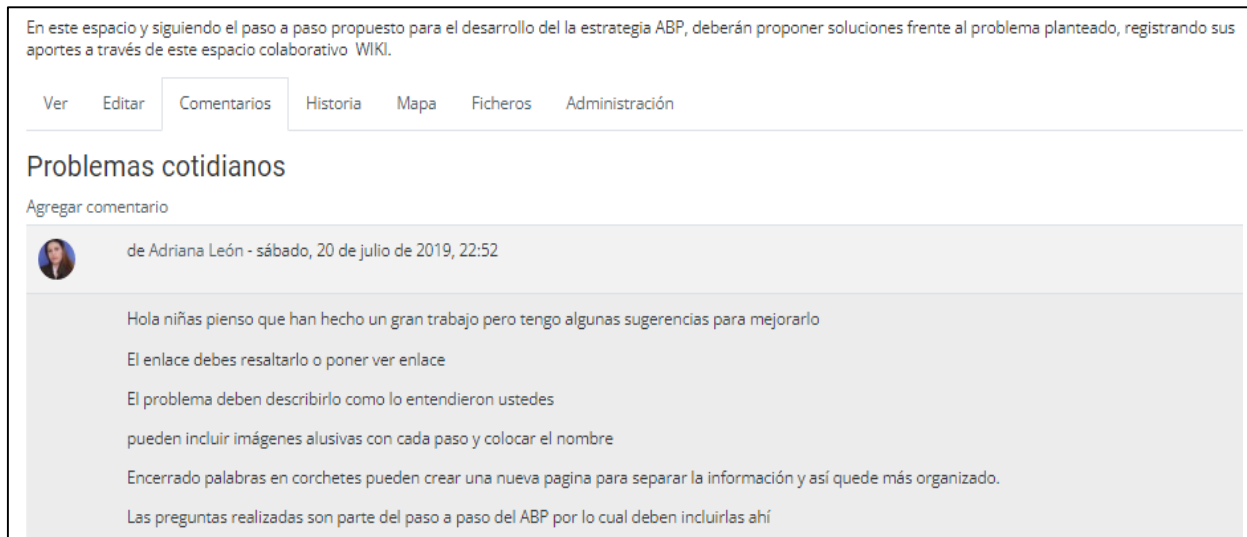 En este espacio y siguiendo el paso a paso propuesto para el desarrollo del la estrategia ABP, deberán proponer soluciones frente al problema planteado, registrando sus
aportes a través de este espacio colaborativo WIKI.
Ver Editar Comentarios Historia Mapa Ficheros Administración
Problemas cotidianos
Agregar comentario
de Adriana León - sábado, 20 de julio de 2019, 22:52
Hola niñas pienso que han hecho un gran trabajo pero tengo algunas sugerencias para mejorarlo
El enlace debes resaltarlo o poner ver enlace
El problema deben describirlo como lo entendieron ustedes
pueden incluir imágenes alusivas con cada paso y colocar el nombre
Encerrado palabras en corchetes pueden crear una nueva pagina para separar la información y así quede más organizado.
Las preguntas realizadas son parte del paso a paso del ABP por lo cual deben incluirlas ahí